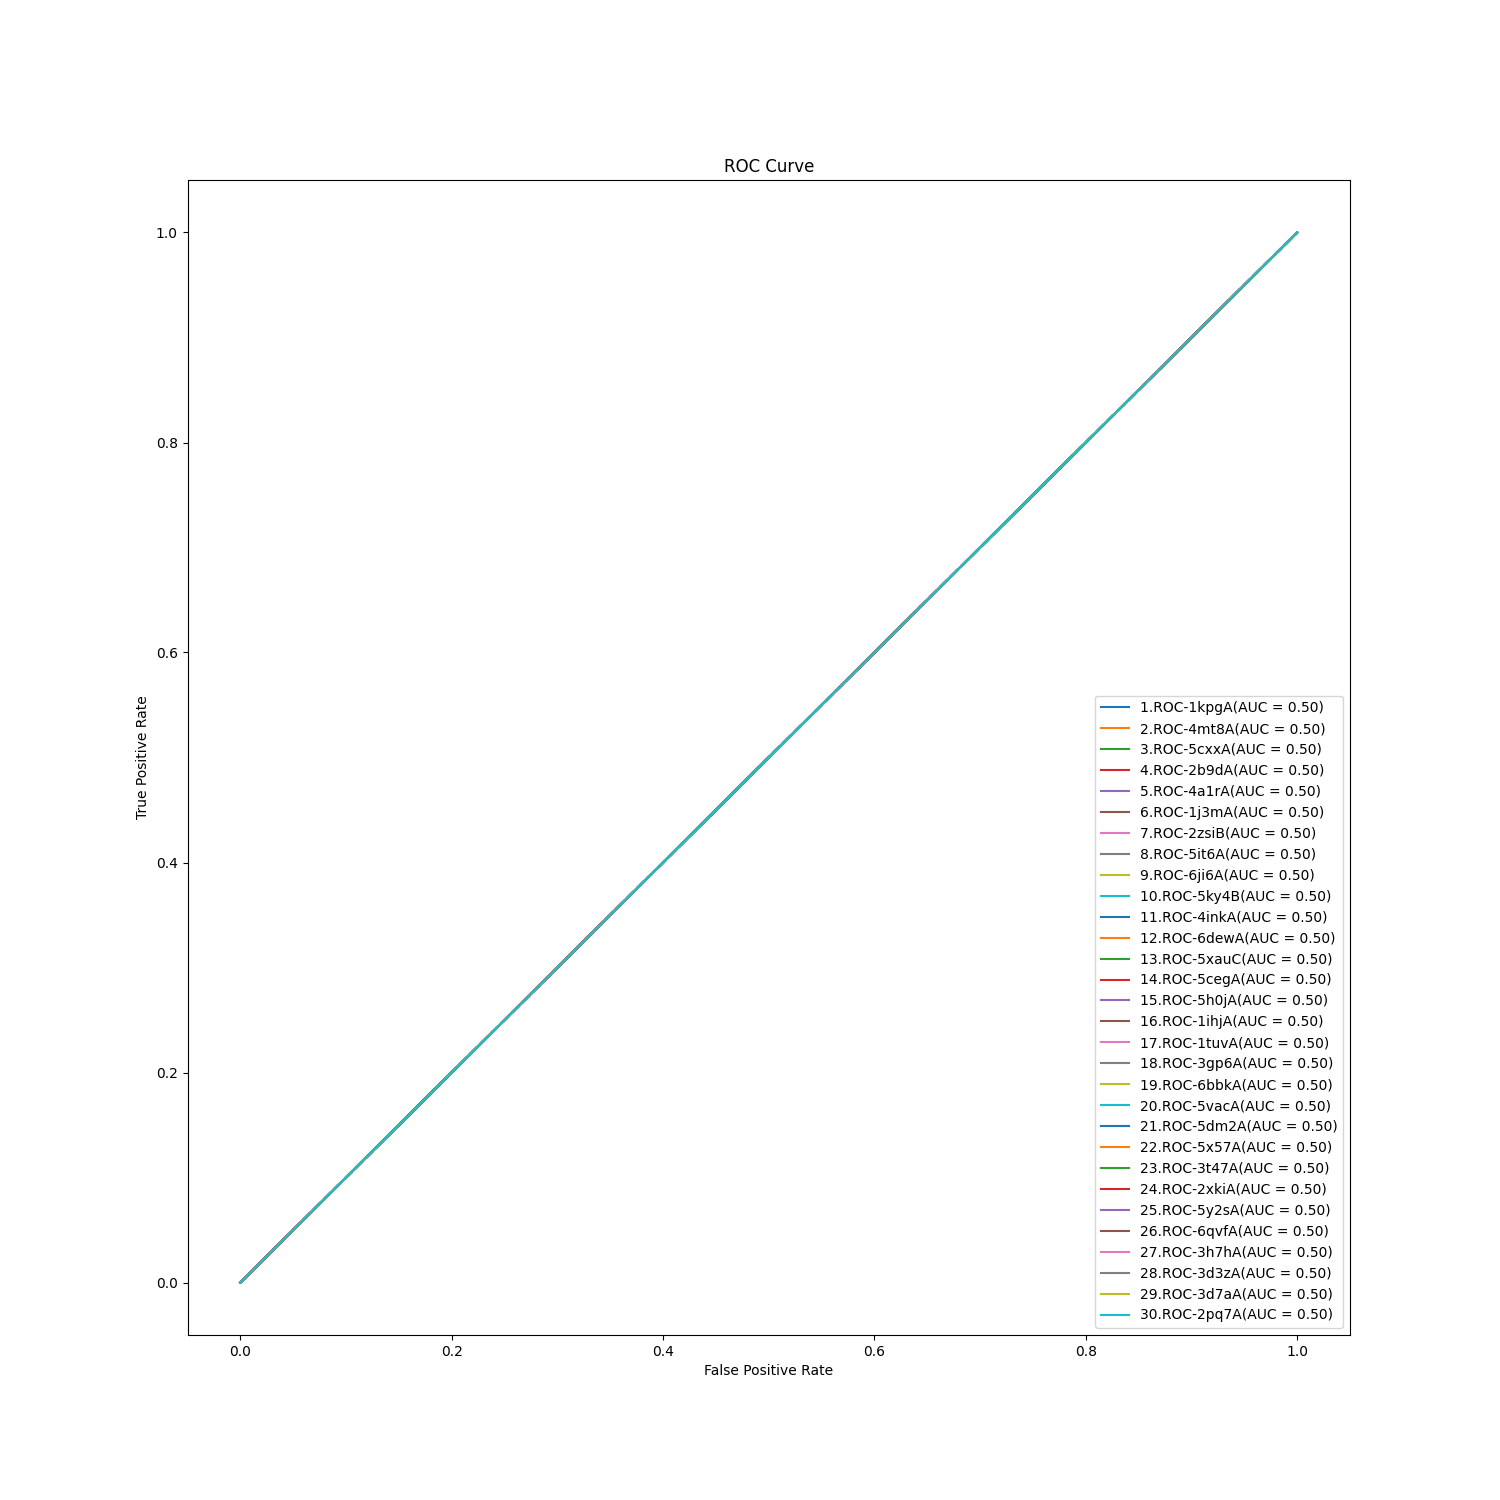 ROC Curve
1.0
0.8
0.6
0.4
0.2
0.0
True Positive Rate
1.ROC-1kpgA(AUC = 0.50)
2.ROC-4mt8A(AUC = 0.50)
3.ROC-5cxxA(AUC = 0.50)
4.ROC-2b9dA(AUC = 0.50)
5.ROC-4a1rA(AUC = 0.50)
6.ROC-1j3mA(AUC = 0.50)
7.ROC-2zsiB(AUC = 0.50)
8.ROC-5it6A(AUC = 0.50)
9.ROC-6ji6A(AUC = 0.50)
10.ROC-5ky4B(AUC = 0.50)
11.ROC-4inkA(AUC = 0.50)
12.ROC-6dewA(AUC = 0.50)
13.ROC-5xauC(AUC = 0.50)
14.ROC-5cegA(AUC = 0.50)
15.ROC-5h0jA(AUC = 0.50)
16.ROC-1ihjA(AUC = 0.50)
17.ROC-1tuvA(AUC = 0.50)
18.ROC-3gp6A(AUC = 0.50)
19.ROC-6bbkA(AUC = 0.50)
20.ROC-5vacA(AUC = 0.50)
21.ROC-5dm2A(AUC = 0.50)
22.ROC-5x57A(AUC = 0.50)
23.ROC-3t47A(AUC = 0.50)
24.ROC-2xkiA(AUC = 0.50)
25.ROC-5y2sA(AUC = 0.50)
26.ROC-6qvfA(AUC = 0.50)
27.ROC-3h7hA(AUC = 0.50)
28.ROC-3d3zA(AUC = 0.50)
29.ROC-3d7aA(AUC = 0.50)
30.ROC-2pq7A(AUC = 0.50)
0.0 0.2 0.4 0.6 0.8 1.0
False Positive Rate